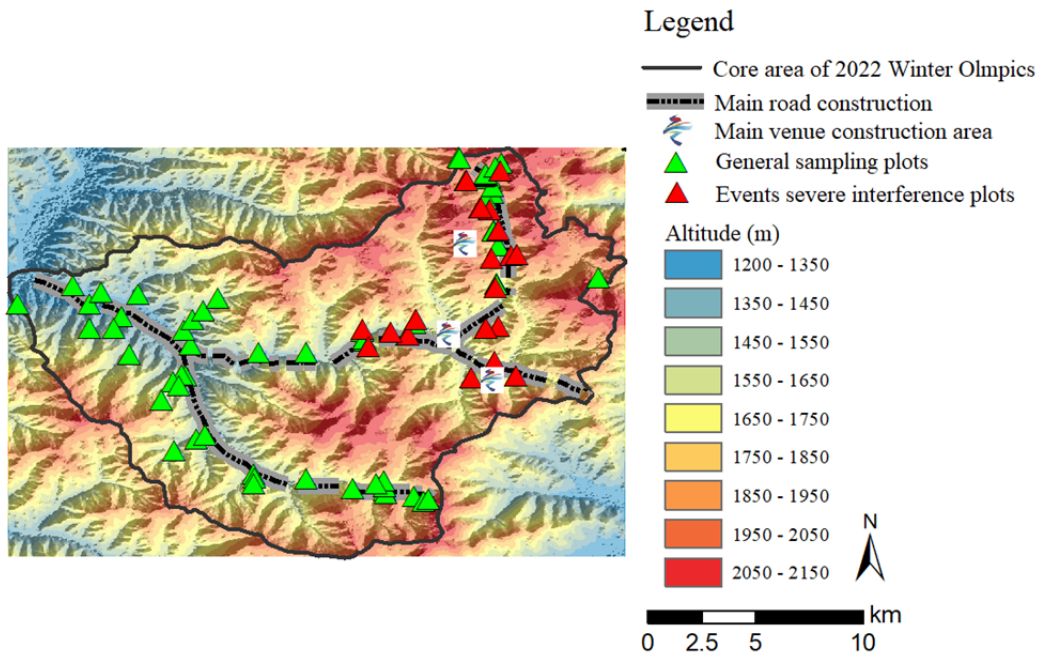 Legend
Core area of 2022 Winter Olmpics
Main road construction
Main venue construction area
General sampling plots
Events severe interference plots
Altitude (m)
1200 - 1350
1350 - 1450
1450 - 1550
1550 - 1650
1650 - 1750
1750 - 1850
1850 - 1950
1950 - 2050
2050 - 2150
N
km
0 2.5 5 10